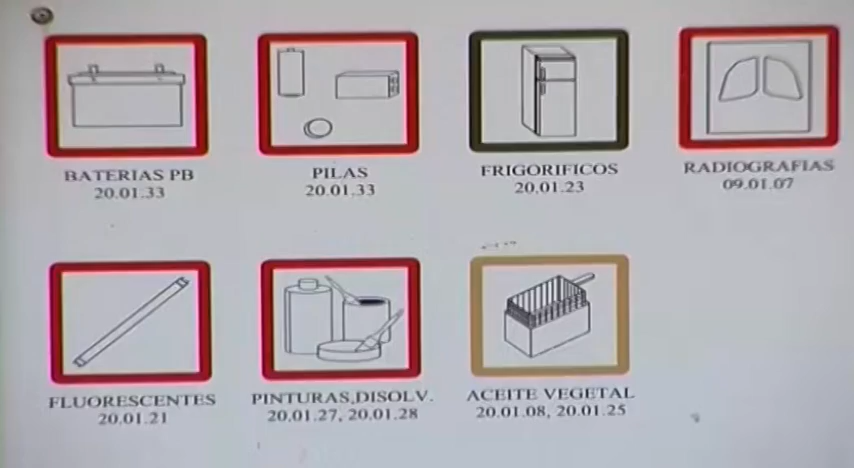 BATERIAS PB
20.01.33
PILAS
20.01.33
FRIGORIFICOS
20.01.23
RADIOGRAFIAS
09.01.07
FLUORESCENTES
20.01.21
PINTURAS,DISOLV.
20.01.27, 20.01.28
ACEITE VEGETAL
20.01.08, 20.01.25